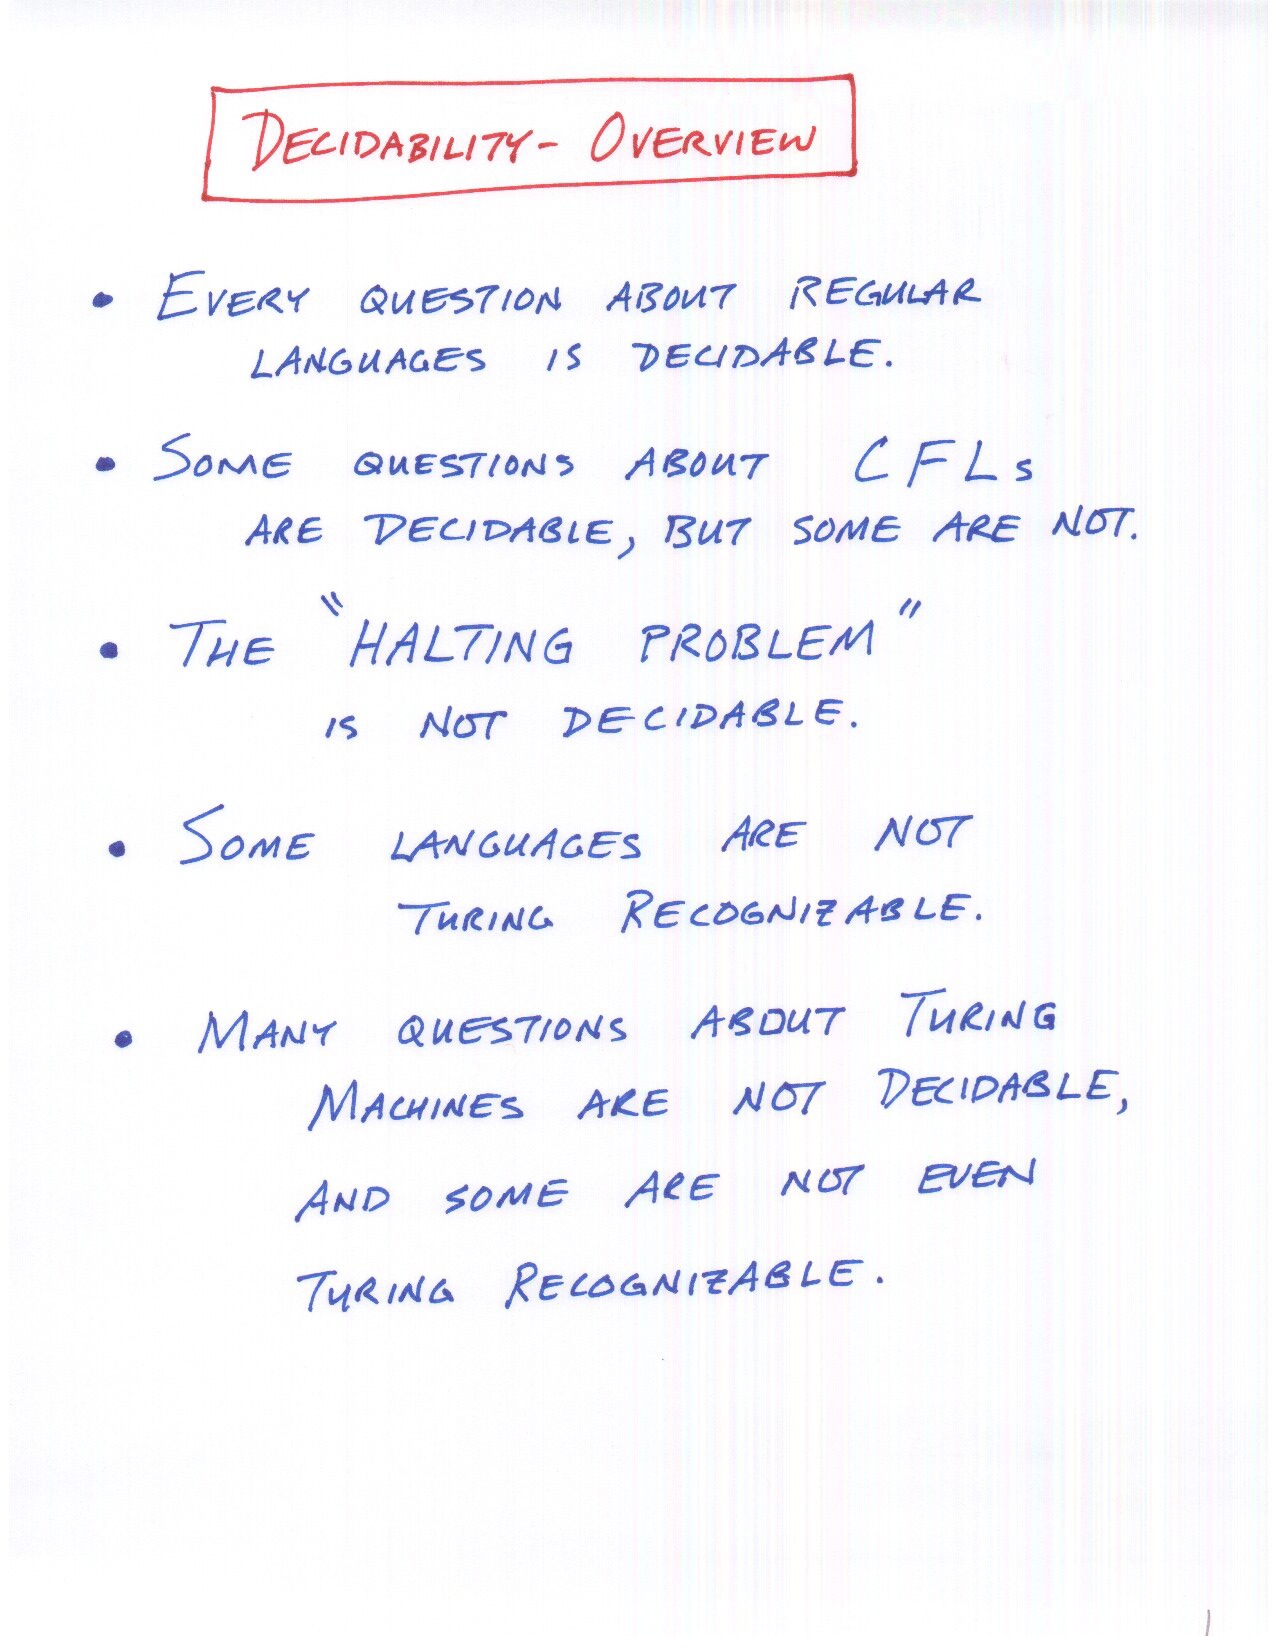 DECIDABILITY - OVERVIEW
• EVERY QUESTION ABOUT REGULAR
LANGUAGES IS DECIDABLE.
• SOME QUESTIONS ABOUT CFLs
ARE DECIDABLE, BUT SOME ARE NOT.
• THE "HALTING PROBLEM"
IS NOT DECIDABLE.
• SOME LANGUAGES ARE NOT
TURING RECOGNIZABLE.
• MANY QUESTIONS ABOUT TURING
MACHINES ARE NOT DECIDABLE,
AND SOME ARE NOT EVEN
TURING RECOGNIZABLE.
1